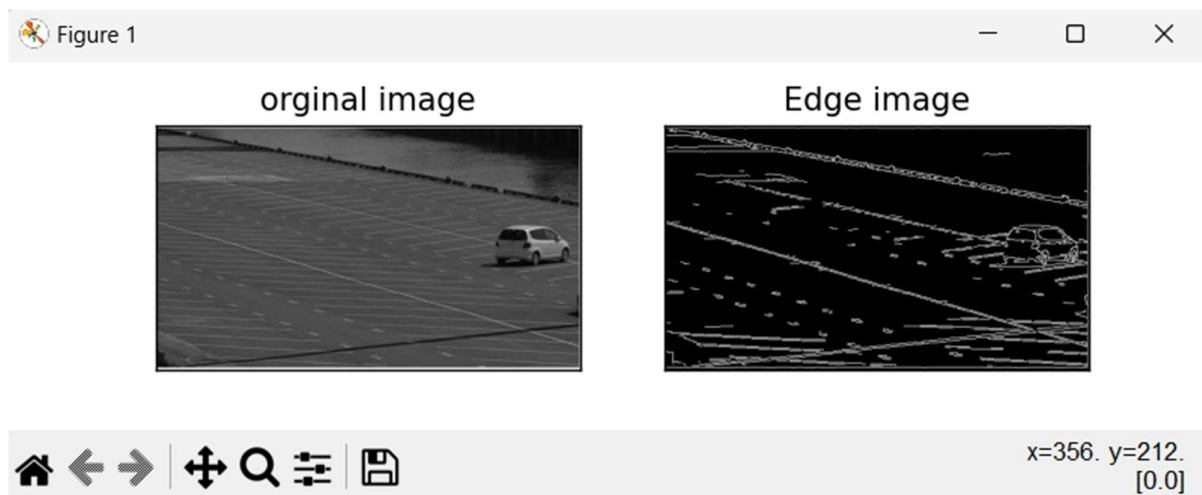 Figure 1
orginal image
Edge image
x=356. y=212.
[0.0]